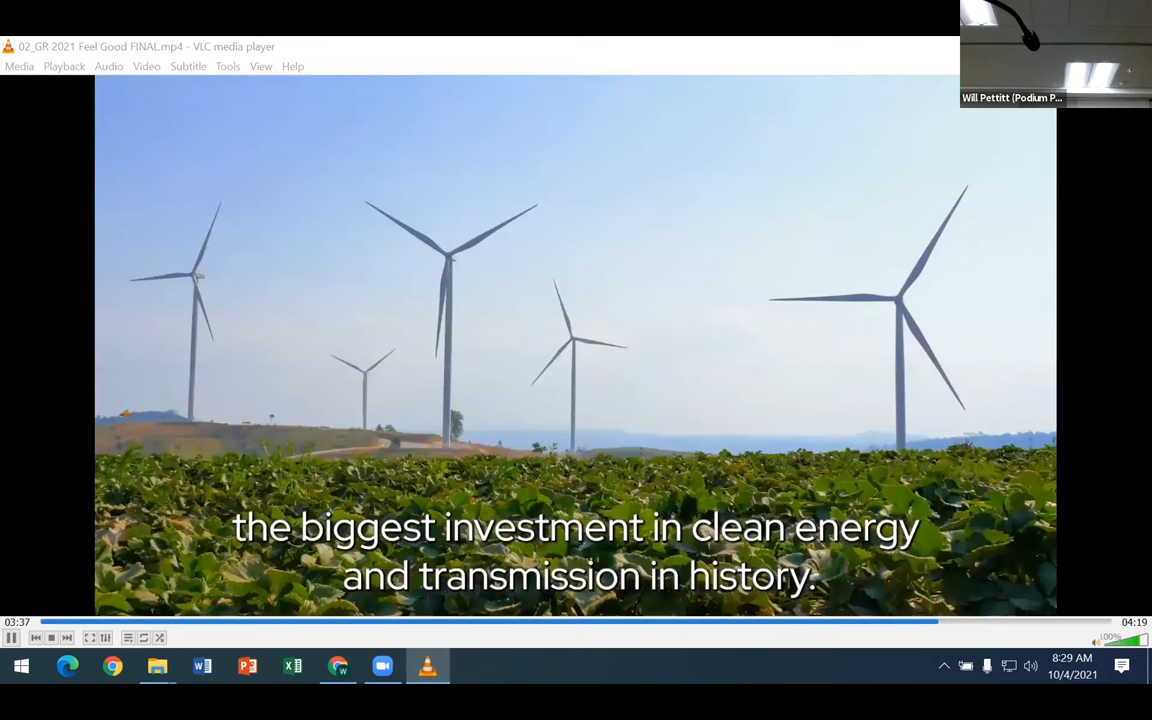 02_GR 2021 Feel Good FINAL.mp4 - VLC media player
Media Playback Audio Video Subtitle Tools View Help
Will Pettitt (Podium P...
the biggest investment in clean energy
and transmission in history.
03:37
04:19
100%
8:29 AM
10/4/2021